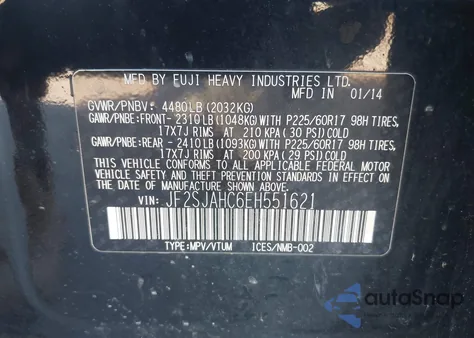 MFD BY FUJI HEAVY INDUSTRIES LTD.
MFD IN 01/14
GVWR/PNBV: 4480LB (2032KG)
GAWR/PNBE:FRONT- 2310LB (1048KG)WITH P225/60R17 98H TIRES,
17X7J RIMS AT 210 KPA (30 PSI) COLD
GAWR/PNBE:REAR - 2410LB (1093KG)WITH P225/60R17 98H TIRES,
17X7J RIMS AT 200 KPA (29 PSI) COLD
THIS VEHICLE CONFORMS TO ALL APPLICABLE FEDERAL MOTOR VEHICLE
SAFETY AND THEFT PREVENTION STANDARDS IN EFFECT ON THE
DATE OF MANUFACTURE SHOWN ABOVE.
VIN: JF2SJAHC6EH551621
TYPE:MPV/VTUM ICES/NMB-002
autoSnap